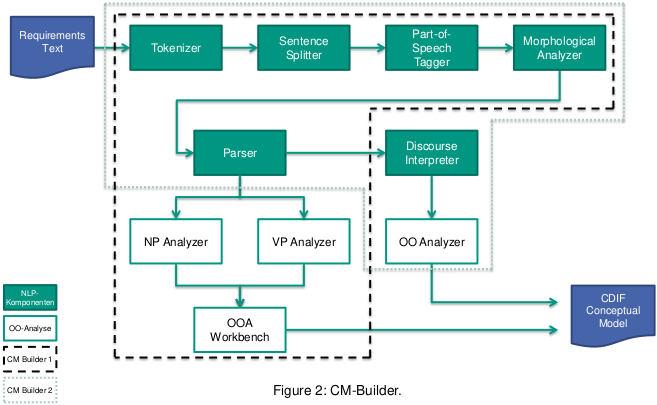 Requirements
Text
Tokenizer
Sentence
Splitter
Part-of-
Speech
Tagger
Morphological
Analyzer
Parser
Discourse
Interpreter
NP Analyzer
VP Analyzer
OO Analyzer
OOA
Workbench
CDIF
Conceptual
Model
NLP-
Komponenten
OO-Analyse
CM Builder 1
CM Builder 2
Figure 2: CM-Builder.